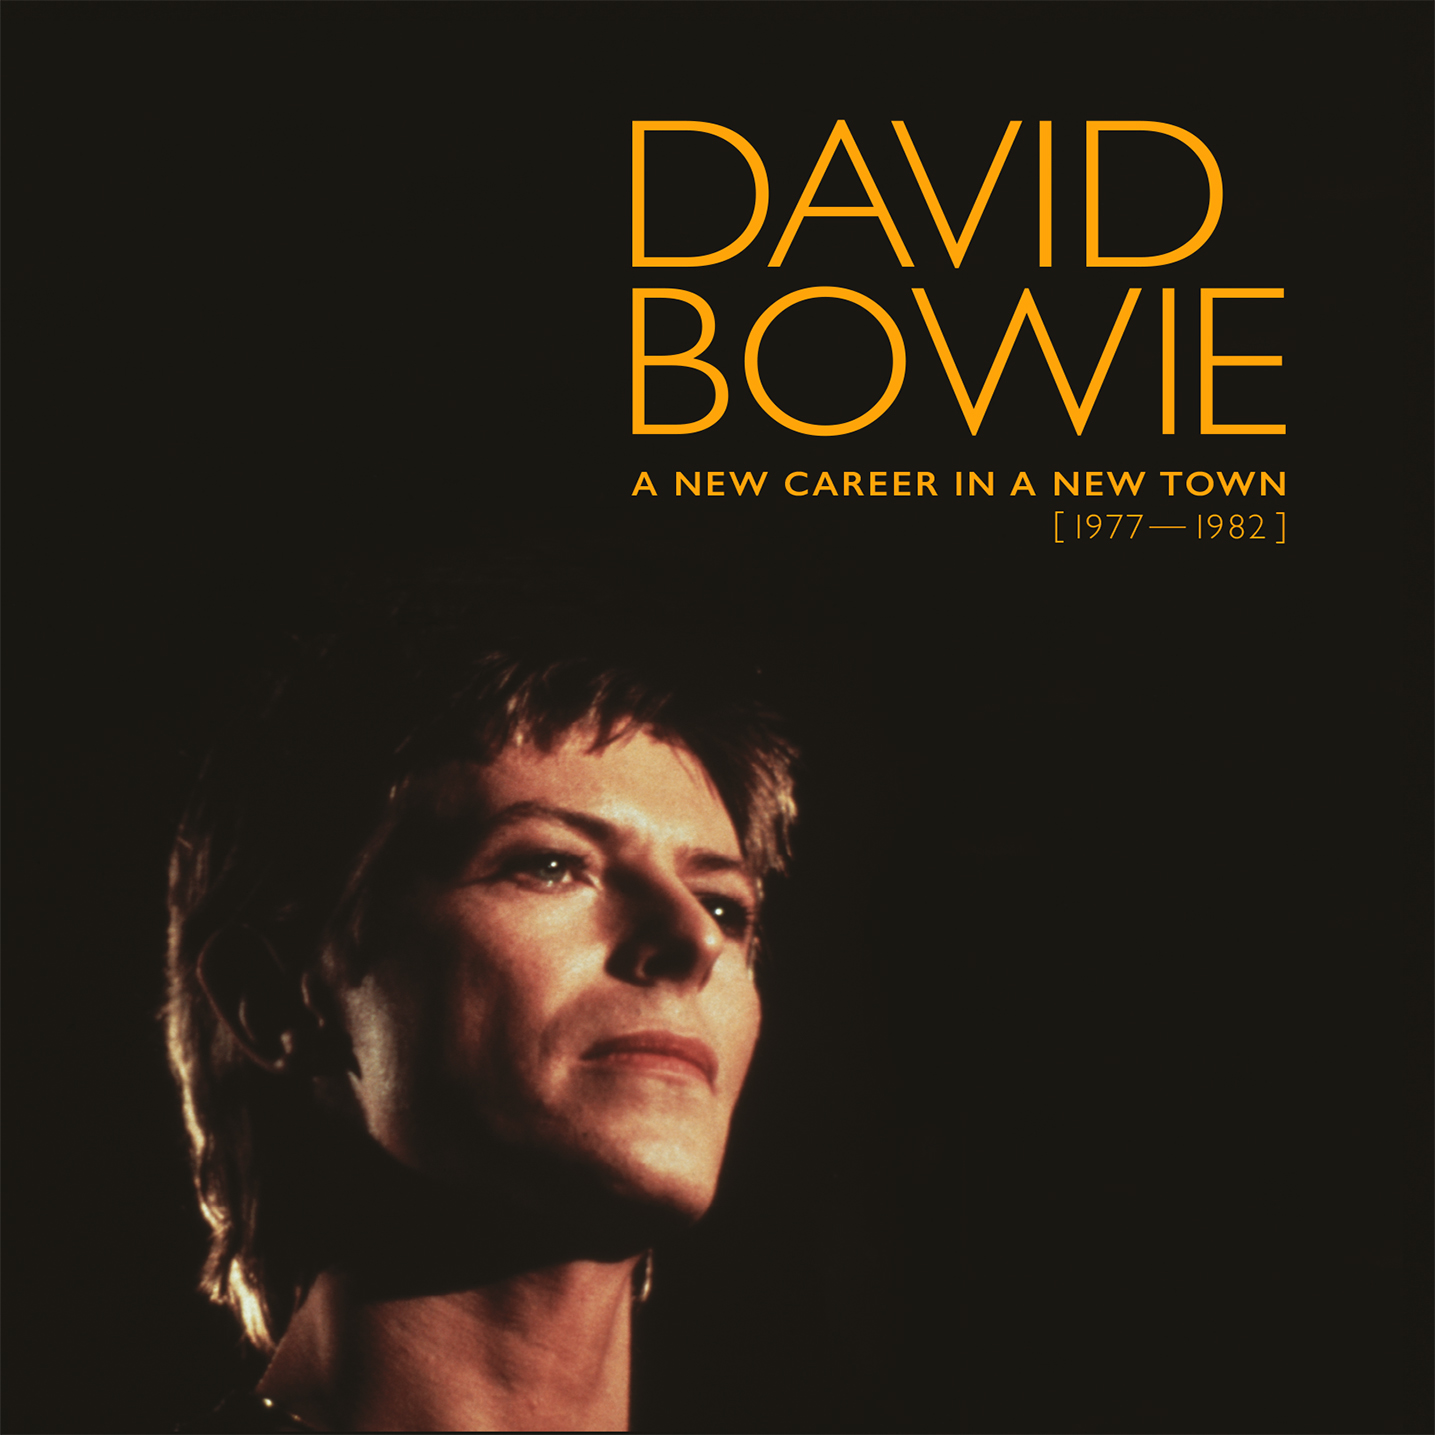 DAVID
BOWIE
A NEW CAREER IN A NEW TOWN
[ 1977 — 1982 ]